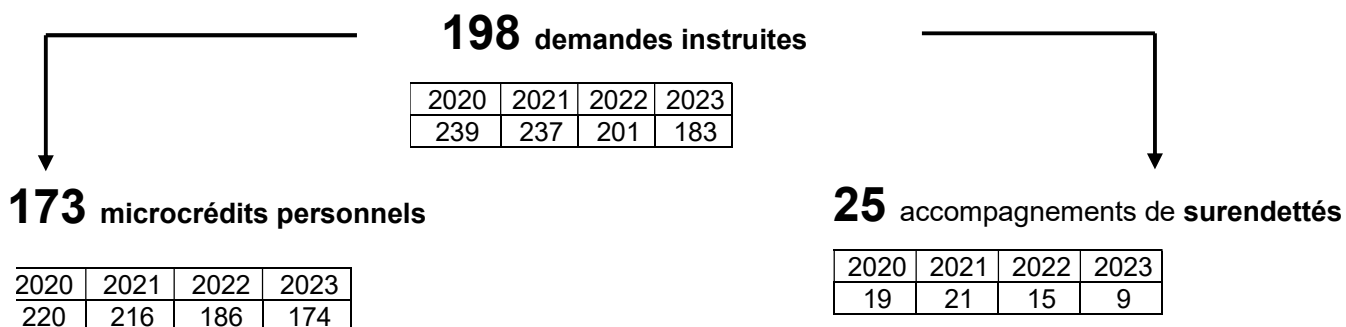 198 demandes instruites
2020 2021 2022 2023
239 237 201 183
173 microcrédits personnels
2020 2021 2022 2023
220 216 186 174
25 accompagnements de surendettés
2020 2021 2022 2023
19 21 15 9